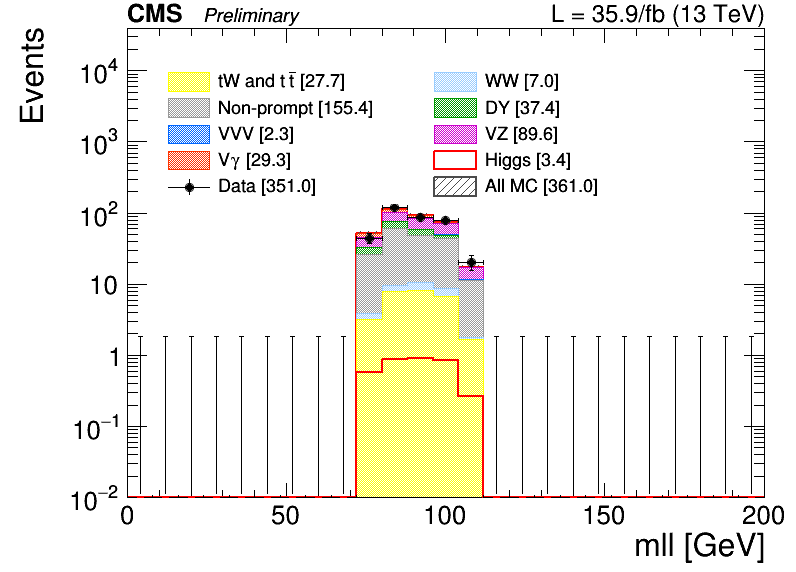 CMS Preliminary L = 35.9/fb (13 TeV)
Events
tW and t t̄ [27.7] WW [7.0]
Non-prompt [155.4] DY [37.4]
VVV [2.3] VZ [89.6]
Vγ [29.3] Higgs [3.4]
Data [351.0] All MC [361.0]
10⁴
10³
10²
10
1
10⁻¹
10⁻²
0 50 100 150 200
mll [GeV]